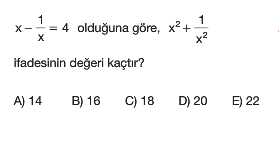 x − 1/x = 4 olduğuna göre, x² + 1/x²
ifadesinin değeri kaçtır?
A) 14 B) 16 C) 18 D) 20 E) 22